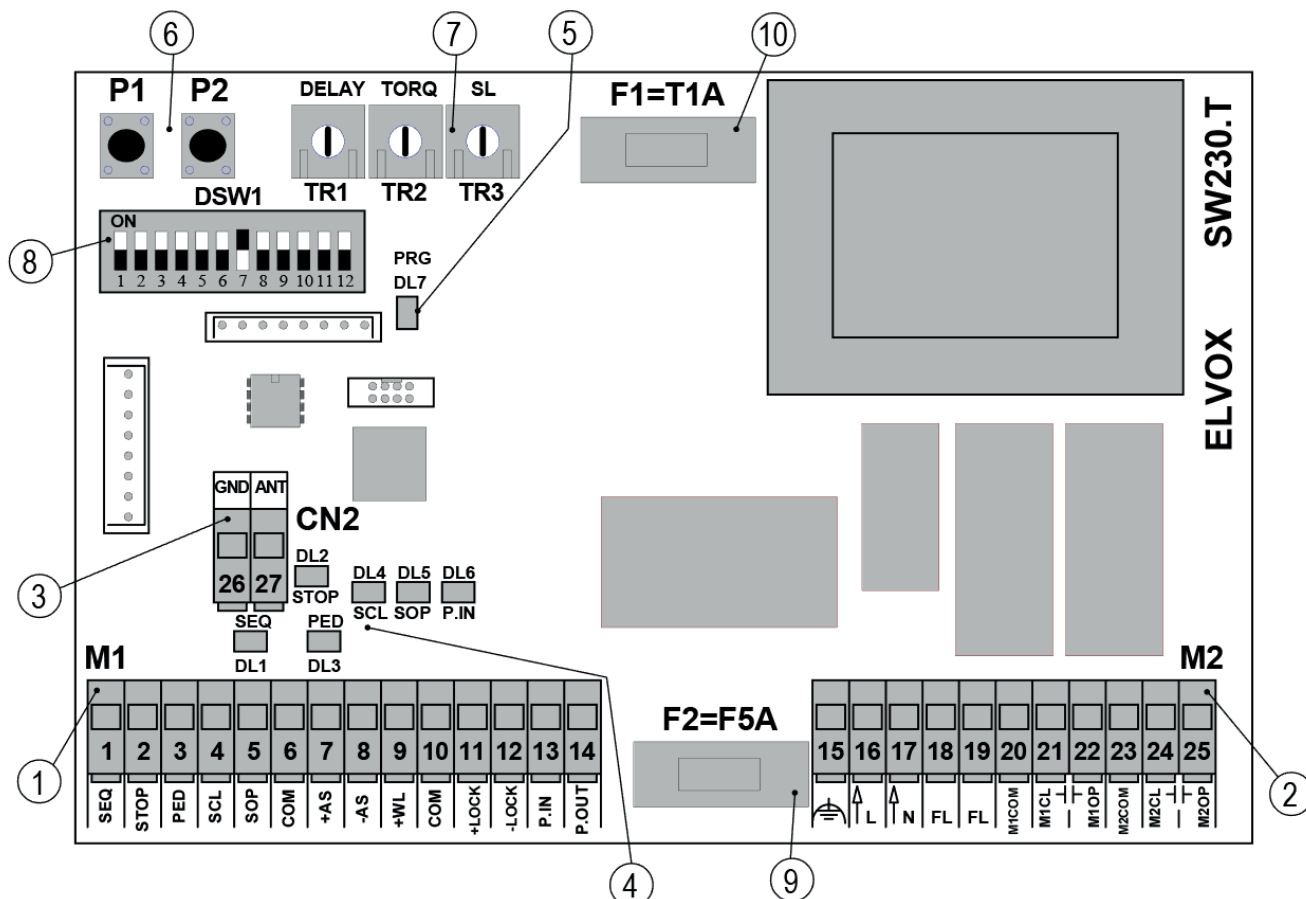 6
7
5
10
P1
P2
DELAY
TORQ
SL
F1=T1A
TR1
TR2
TR3
DSW1
ON
1 2 3 4 5 6 7 8 9 10 11 12
8
PRG
DL7
SW230.T
ELVOX
GND ANT
CN2
26 27
3
DL2
STOP
DL4
SCL
DL5
SOP
DL6
P.IN
SEQ
DL1
PED
DL3
M1
M2
F2=F5A
1
1 2 3 4 5 6 7 8 9 10 11 12 13 14
SEQ
STOP
PED
SCL
SOP
COM
+AS
-AS
+WL
COM
+LOCK
-LOCK
P.IN
P.OUT
15 16 17 18 19 20 21 22 23 24 25
L
N
FL
FL
M1COM
M1CL
M1OP
M2COM
M2CL
M2OP
2
4
9